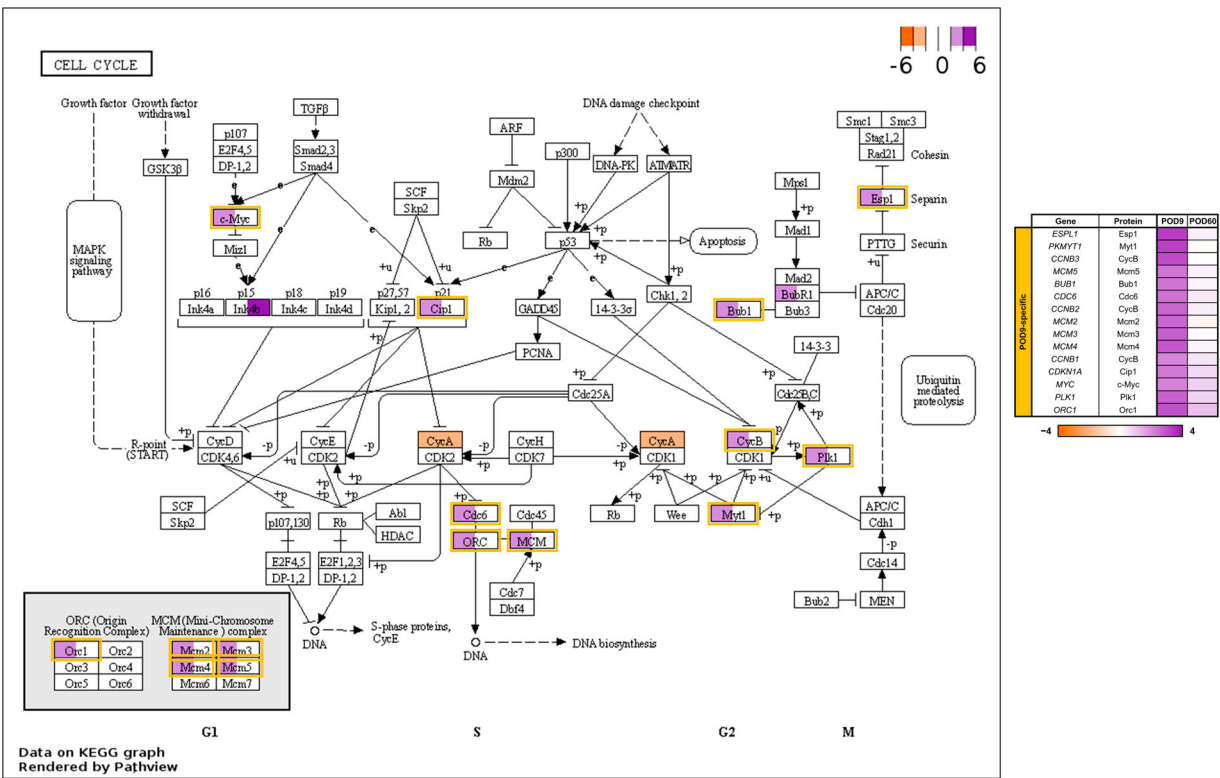 CELL CYCLE
-6 0 6
Growth factor
Growth factor
withdrawal
GSK3β
p107
E2F4,5
DP-1,2
TGFβ
Smad2,3
Smad4
ARF
Mdm2
Rb
DNA damage checkpoint
p300
DNA-PK
ATM/ATR
p53
Apoptosis
Mps1
Mad1
Mad2
BubR1
Bub3
Bub1
Smc1 Smc3
Stag1,2
Rad21
Cohesin
Esp1
Separin
PTTG
Securin
APC/C
Cdc20
MAPK
signaling
pathway
c-Myc
Miz1
SCF
Skp2
p16
Ink4a
p15
Ink4b
p18
Ink4c
p19
Ink4d
p27,57
Kip1, 2
p21
Cip1
GADD45
14-3-3σ
Chk1, 2
PCNA
14-3-3
Cdc25A
Cdc25B,C
Ubiquitin
mediated
proteolysis
R-point
(START)
CycD
CDK4,6
CycE
CDK2
CycA
CDK2
CycH
CDK7
CycA
CDK1
CycB
CDK1
Plk1
SCF
Skp2
p107,130
Rb
Abl
HDAC
Cdc6
ORC
Cdc45
MCM
Rb
Wee
Myt1
APC/C
Cdh1
E2F4,5
DP-1,2
E2F1,2,3
DP-1,2
Cdc7
Dbf4
Cdc14
Bub2
MEN
DNA
S-phase proteins,
CycE
DNA
DNA biosynthesis
+p
-p
+u
e
ORC (Origin
Recognition Complex)
Orc1 Orc2
Orc3 Orc4
Orc5 Orc6
MCM (Mini-Chromosome
Maintenance ) complex
Mcm2 Mcm3
Mcm4 Mcm5
Mcm6 Mcm7
G1 S G2 M
Data on KEGG graph
Rendered by Pathview
Gene Protein POD9 POD60
POD9-specific
ESPL1 Esp1
PKMYT1 Myt1
CCNB3 CycB
MCM5 Mcm5
BUB1 Bub1
CDC6 Cdc6
CCNB2 CycB
MCM2 Mcm2
MCM3 Mcm3
MCM4 Mcm4
CCNB1 CycB
CDKN1A Cip1
MYC c-Myc
PLK1 Plk1
ORC1 Orc1
−4 4